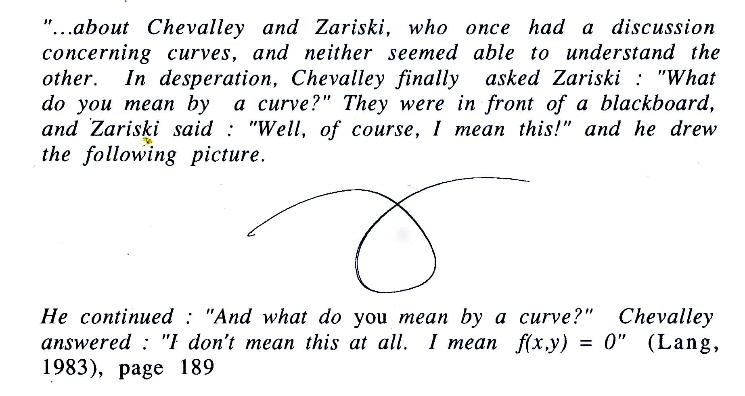 "...about Chevalley and Zariski, who once had a discussion
concerning curves, and neither seemed able to understand the
other. In desperation, Chevalley finally asked Zariski : "What
do you mean by a curve?" They were in front of a blackboard,
and Zariski said : "Well, of course, I mean this!" and he drew
the following picture.
He continued : "And what do you mean by a curve?" Chevalley
answered : "I don't mean this at all. I mean f(x,y) = 0" (Lang,
1983), page 189